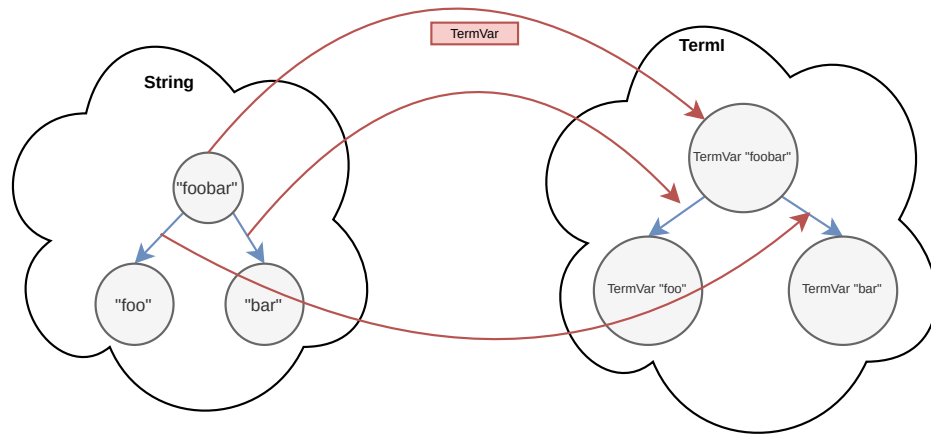 TermVar
TermI
String
TermVar "foobar"
"foobar"
"foo"
"bar"
TermVar "foo"
TermVar "bar"